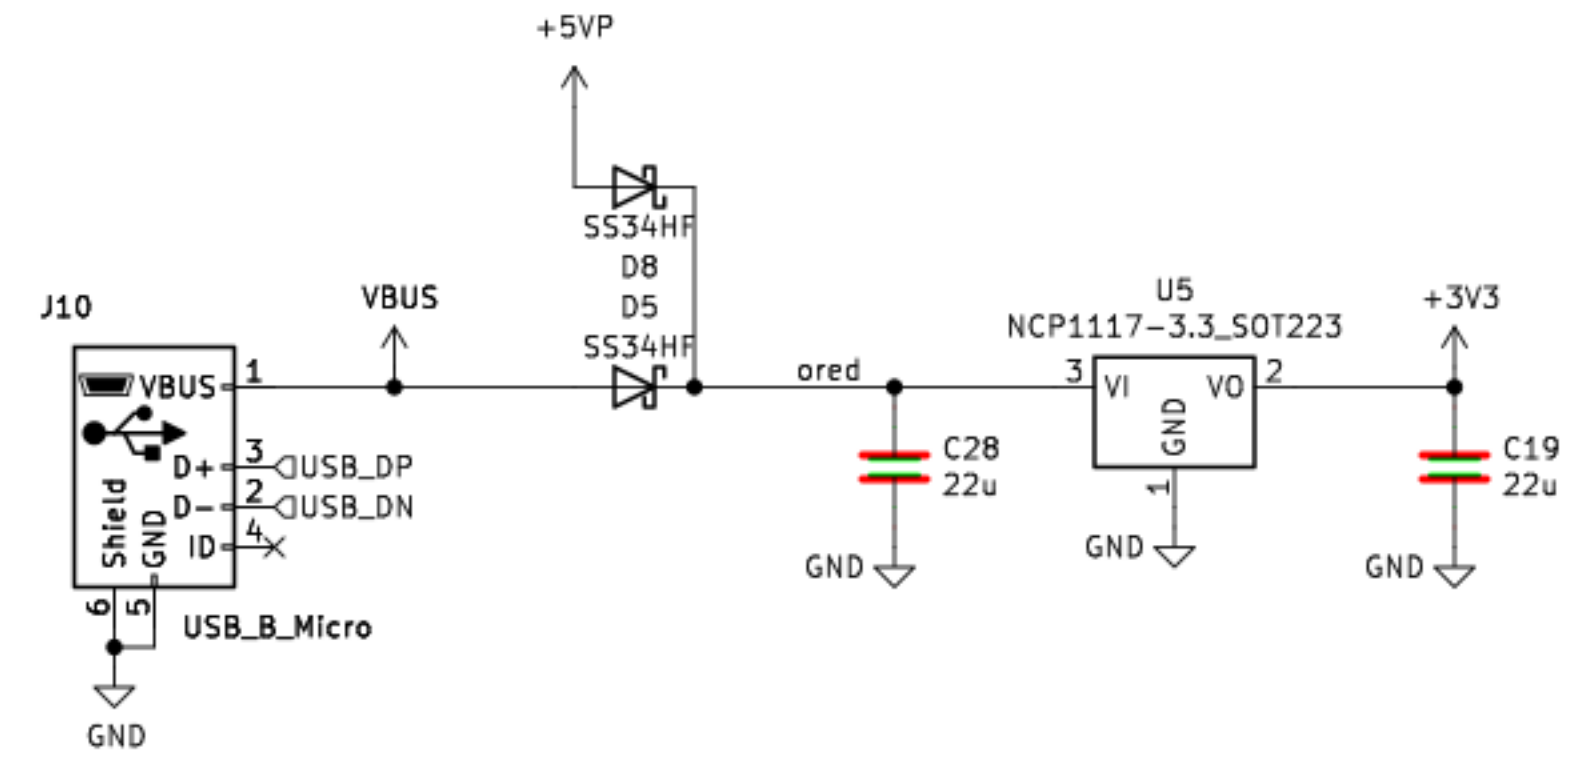 +5VP
SS34HF
D8
D5
SS34HF
J10
VBUS
VBUS
1
D+
3
USB_DP
D-
2
USB_DN
ID
4
Shield
GND
6
5
USB_B_Micro
GND
ored
C28
22u
GND
U5
NCP1117-3.3_SOT223
3
VI
VO
2
GND
1
GND
+3V3
C19
22u
GND